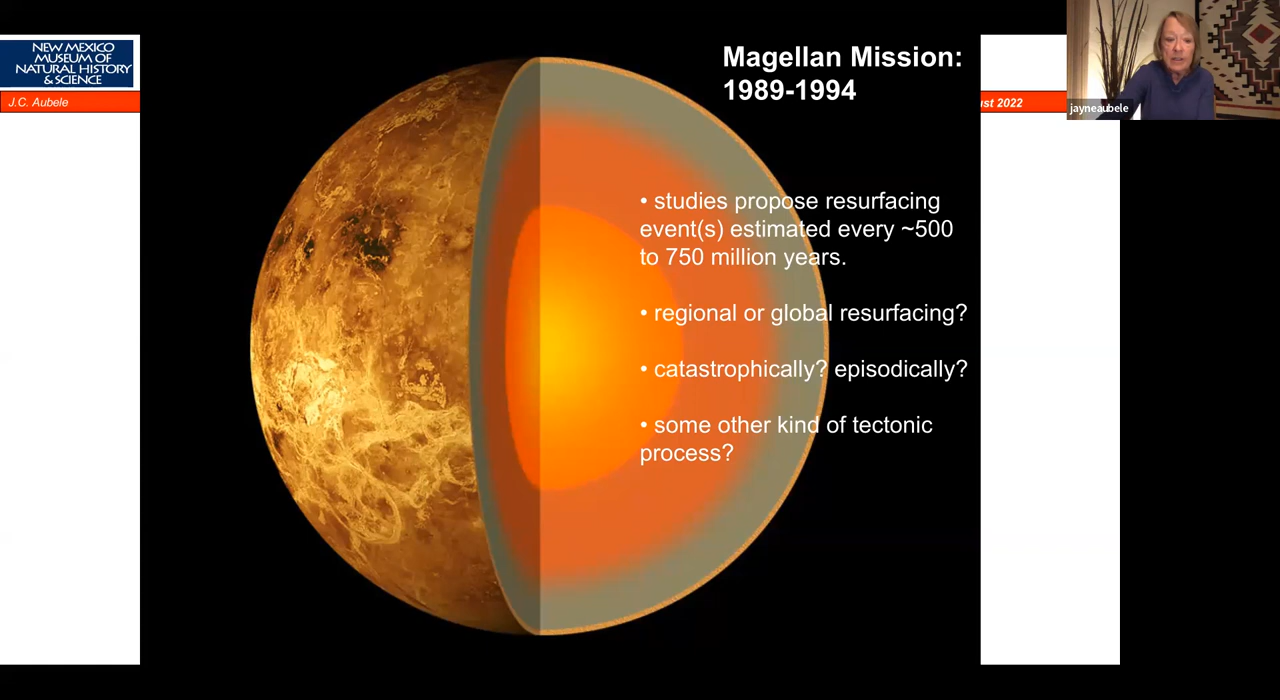 NEW MEXICO
MUSEUM OF
NATURAL HISTORY
& SCIENCE
J.C. Aubele
Magellan Mission:
1989-1994
2022
jayneaubele
• studies propose resurfacing
event(s) estimated every ~500
to 750 million years.
• regional or global resurfacing?
• catastrophically? episodically?
• some other kind of tectonic
process?